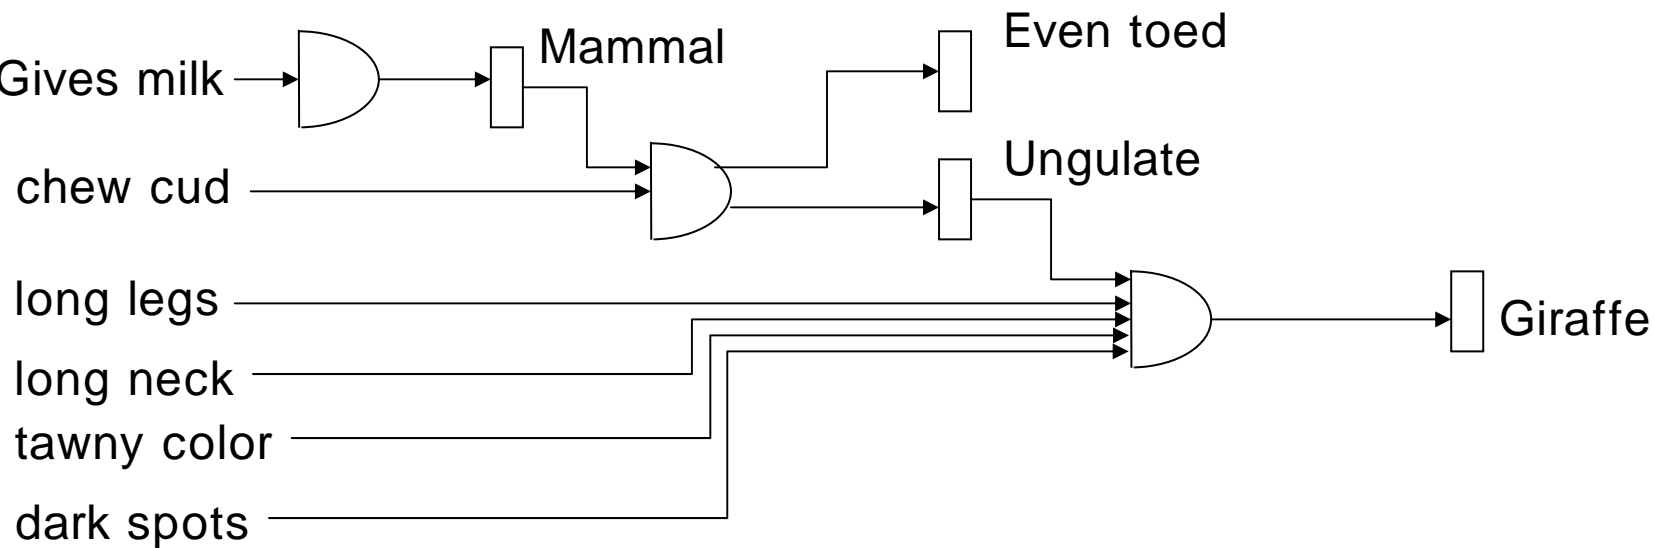 Gives milk
Mammal
Even toed
chew cud
Ungulate
long legs
Giraffe
long neck
tawny color
dark spots